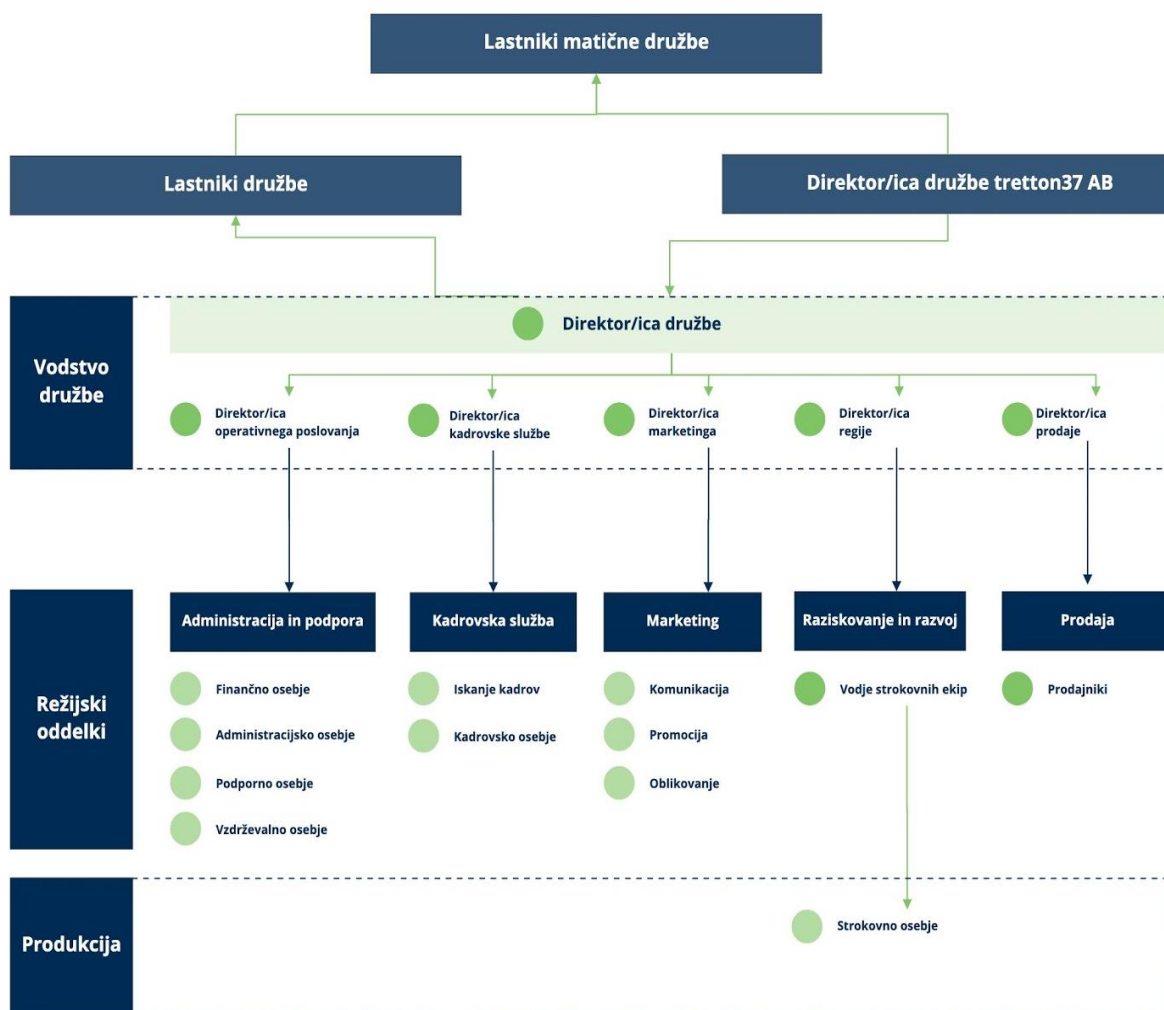 Lastniki matične družbe
Lastniki družbe
Direktor/ica družbe tretton37 AB
Vodstvo
družbe
Direktor/ica družbe
Direktor/ica
operativnega poslovanja
Direktor/ica
kadrovske službe
Direktor/ica
marketinga
Direktor/ica
regije
Direktor/ica
prodaje
Režijski
oddelki
Administracija in podpora
Finančno osebje
Administracijsko osebje
Podporno osebje
Vzdrževalno osebje
Kadrovska služba
Iskanje kadrov
Kadrovsko osebje
Marketing
Komunikacija
Promocija
Oblikovanje
Raziskovanje in razvoj
Vodje strokovnih ekip
Prodaja
Prodajniki
Produkcija
Strokovno osebje